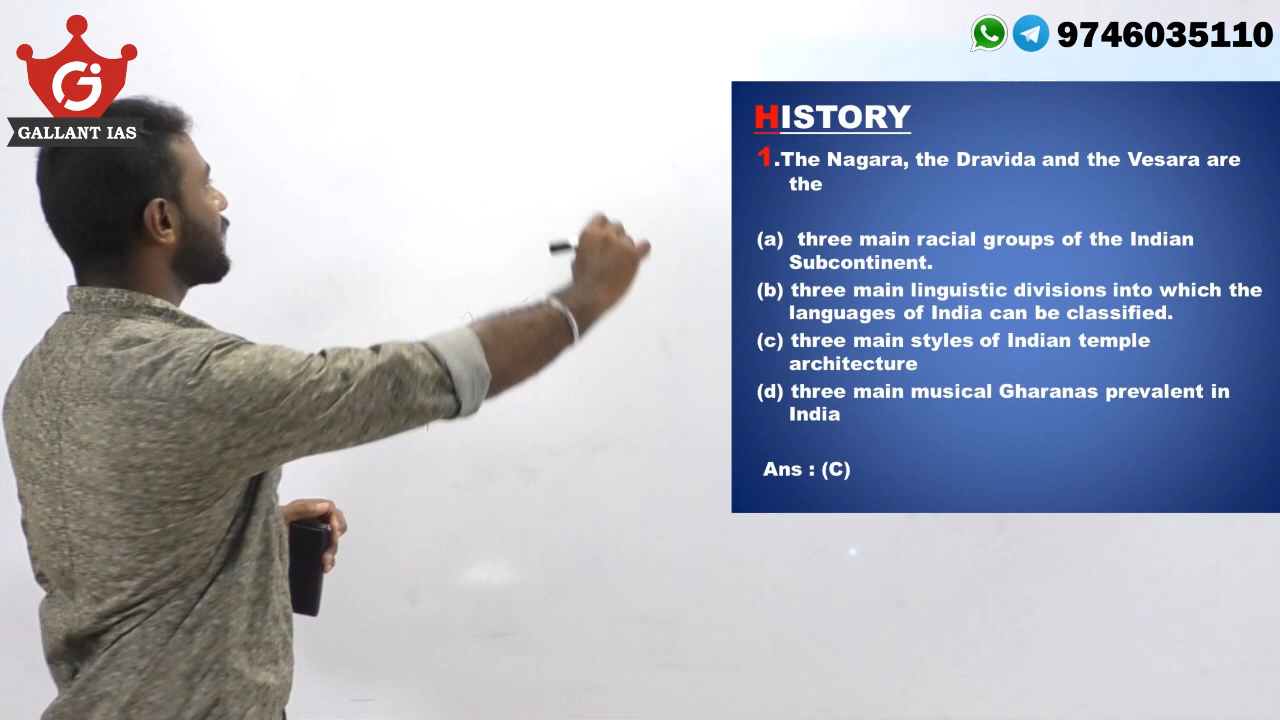 9746035110
GALLANT IAS
HISTORY
1.The Nagara, the Dravida and the Vesara are
the
(a) three main racial groups of the Indian
Subcontinent.
(b) three main linguistic divisions into which the
languages of India can be classified.
(c) three main styles of Indian temple
architecture
(d) three main musical Gharanas prevalent in
India
Ans : (C)